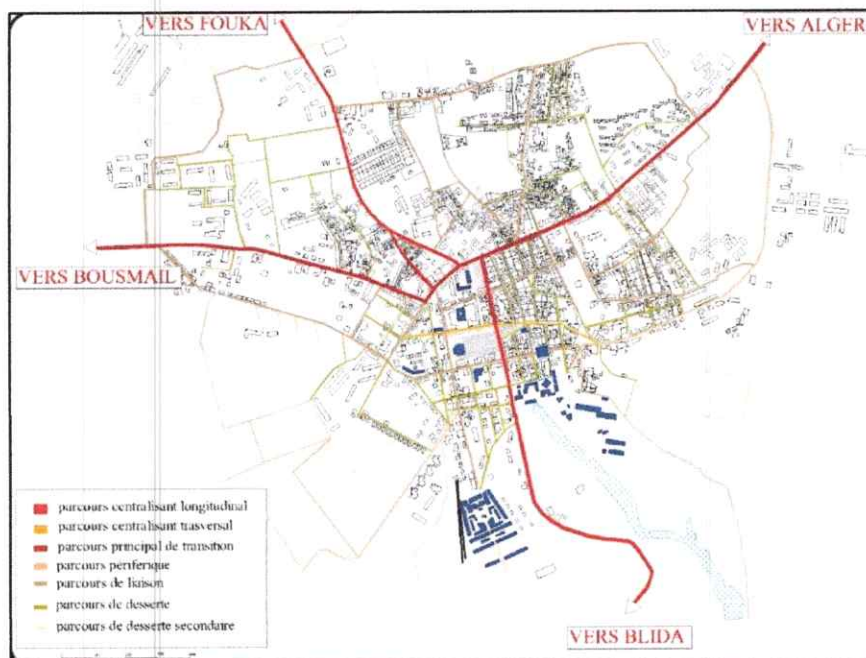 VERS FOUKA
VERS ALGER
VERS BOUSMAIL
parcours centralisant longitudinal
parcours centralisant trasversal
parcours principal de transition
parcours périferique
parcours de liaison
parcours de desserte
parcours de desserte secondaire
VERS BLIDA